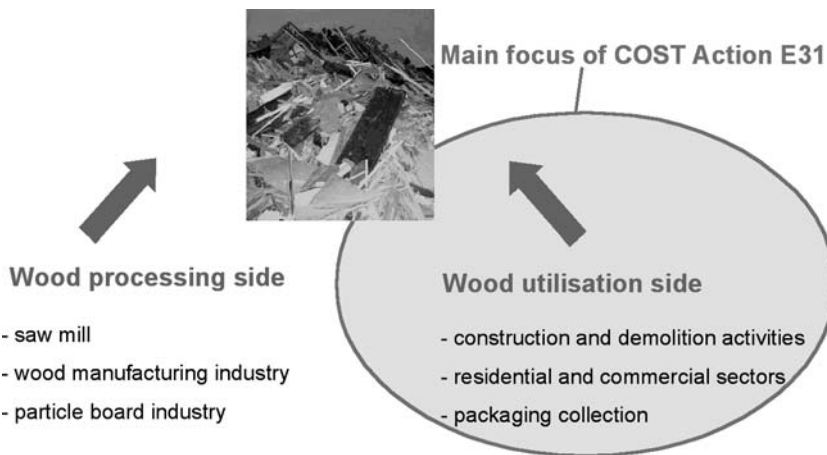 Main focus of COST Action E31
Wood processing side
- saw mill
- wood manufacturing industry
- particle board industry
Wood utilisation side
- construction and demolition activities
- residential and commercial sectors
- packaging collection